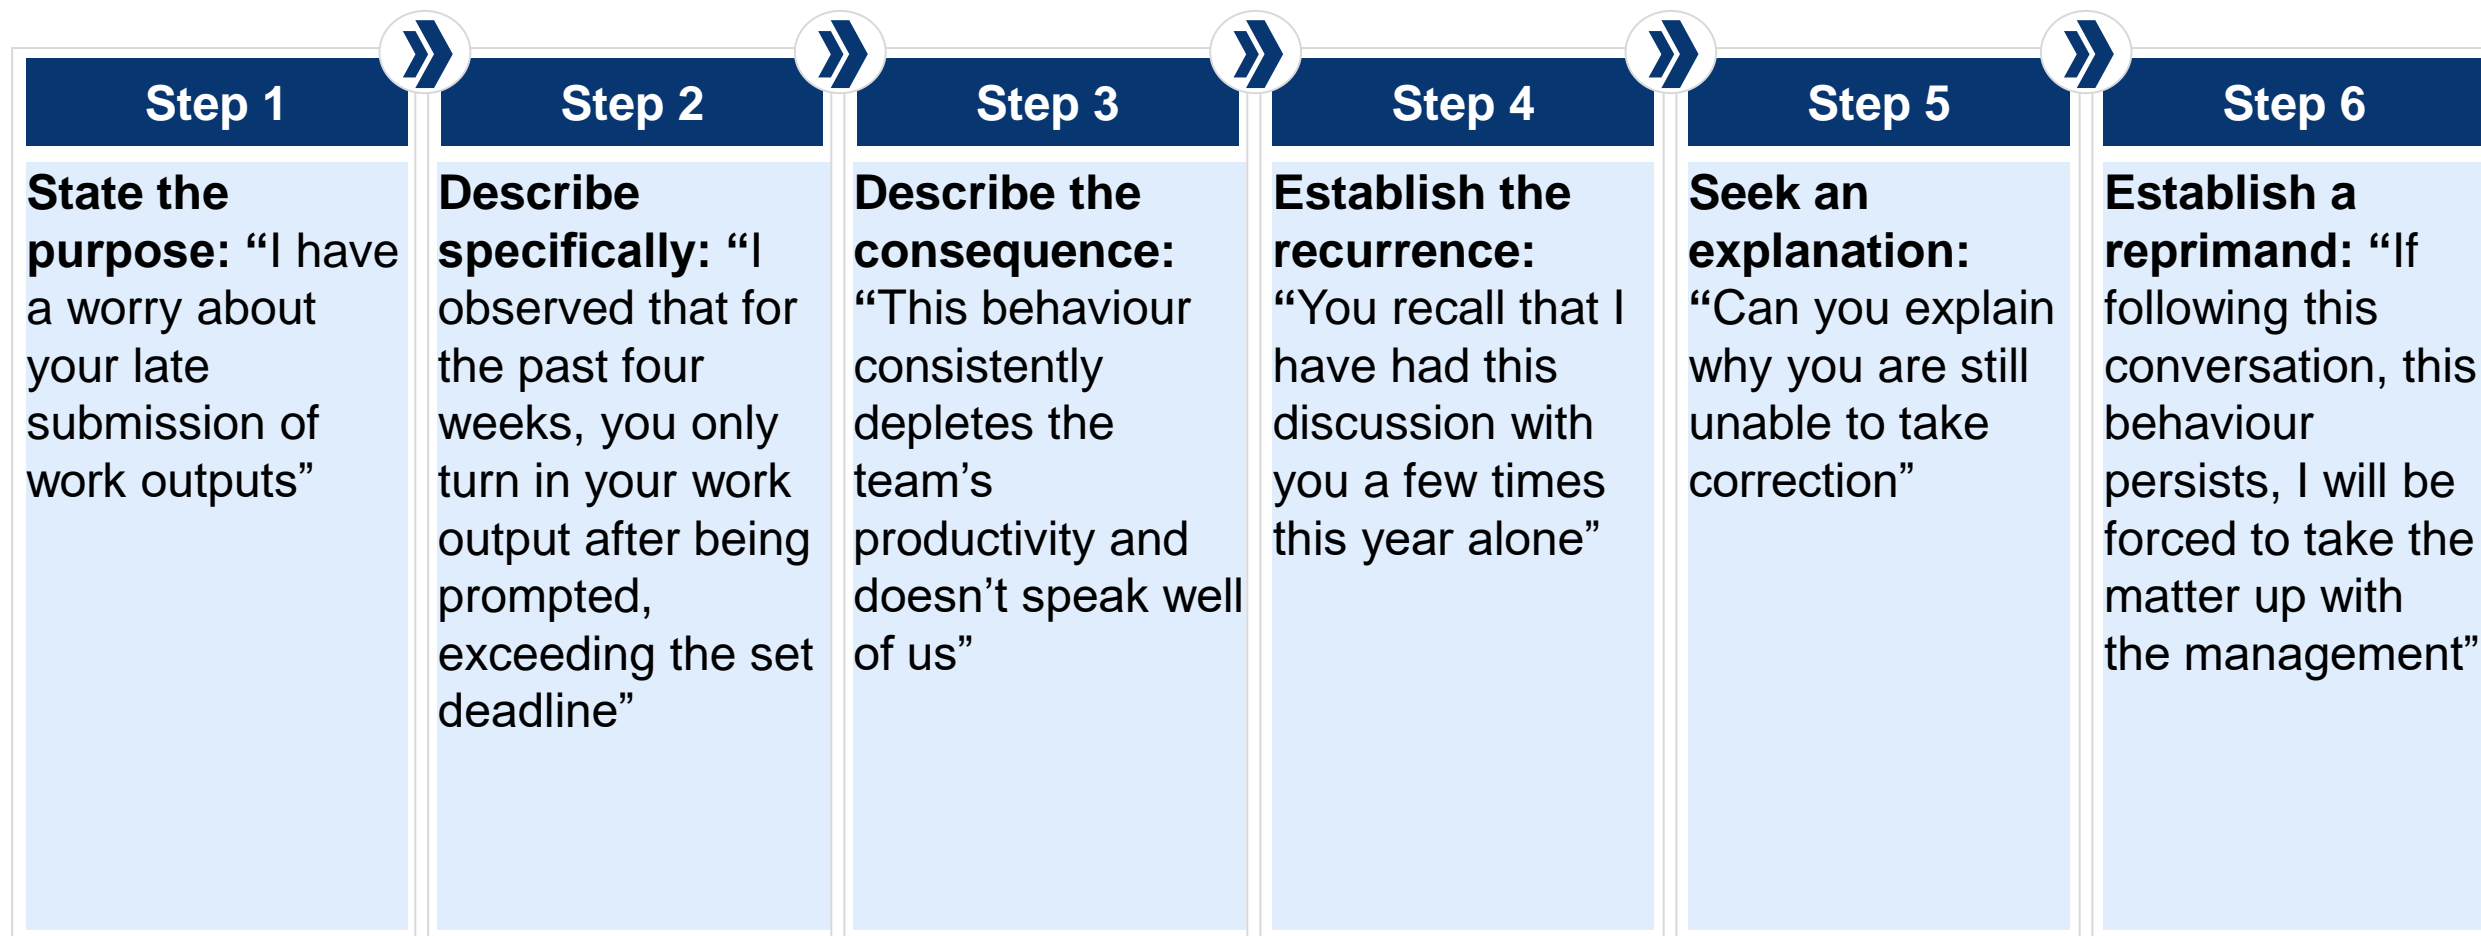 Step 1
State the
purpose: “I have
a worry about
your late
submission of
work outputs”
Step 2
Describe
specifically: “I
observed that for
the past four
weeks, you only
turn in your work
output after being
prompted,
exceeding the set
deadline”
Step 3
Describe the
consequence:
“This behaviour
consistently
depletes the
team’s
productivity and
doesn’t speak well
of us”
Step 4
Establish the
recurrence:
“You recall that I
have had this
discussion with
you a few times
this year alone”
Step 5
Seek an
explanation:
“Can you explain
why you are still
unable to take
correction”
Step 6
Establish a
reprimand: “If
following this
conversation, this
behaviour
persists, I will be
forced to take the
matter up with
the management”